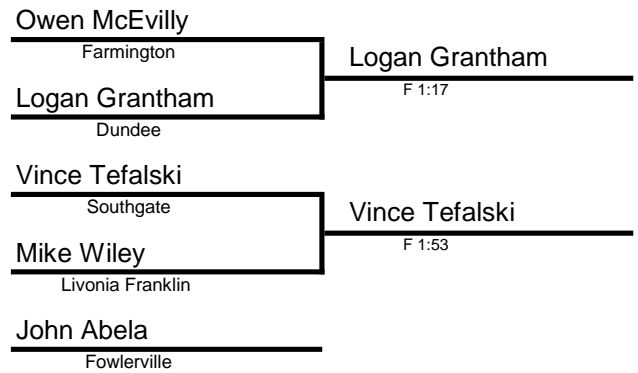 Owen McEvilly
Farmington
Logan Grantham
F 1:17
Logan Grantham
Dundee
Vince Tefalski
Southgate
Vince Tefalski
F 1:53
Mike Wiley
Livonia Franklin
John Abela
Fowlerville